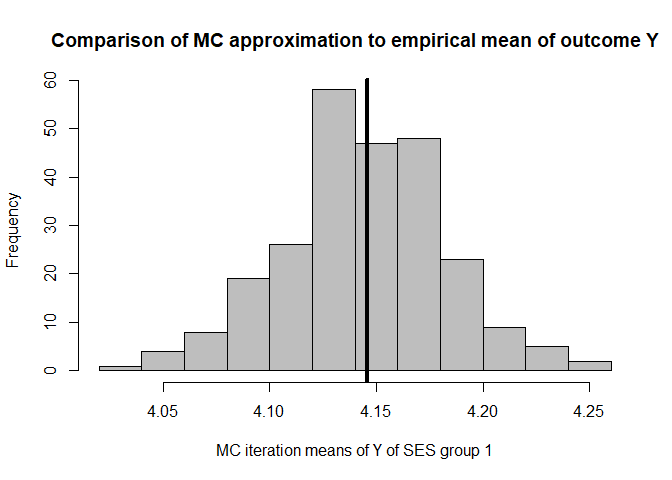 Comparison of MC approximation to empirical mean of outcome Y
60
50
40
30
20
10
0
Frequency
4.05 4.10 4.15 4.20 4.25
MC iteration means of Y of SES group 1